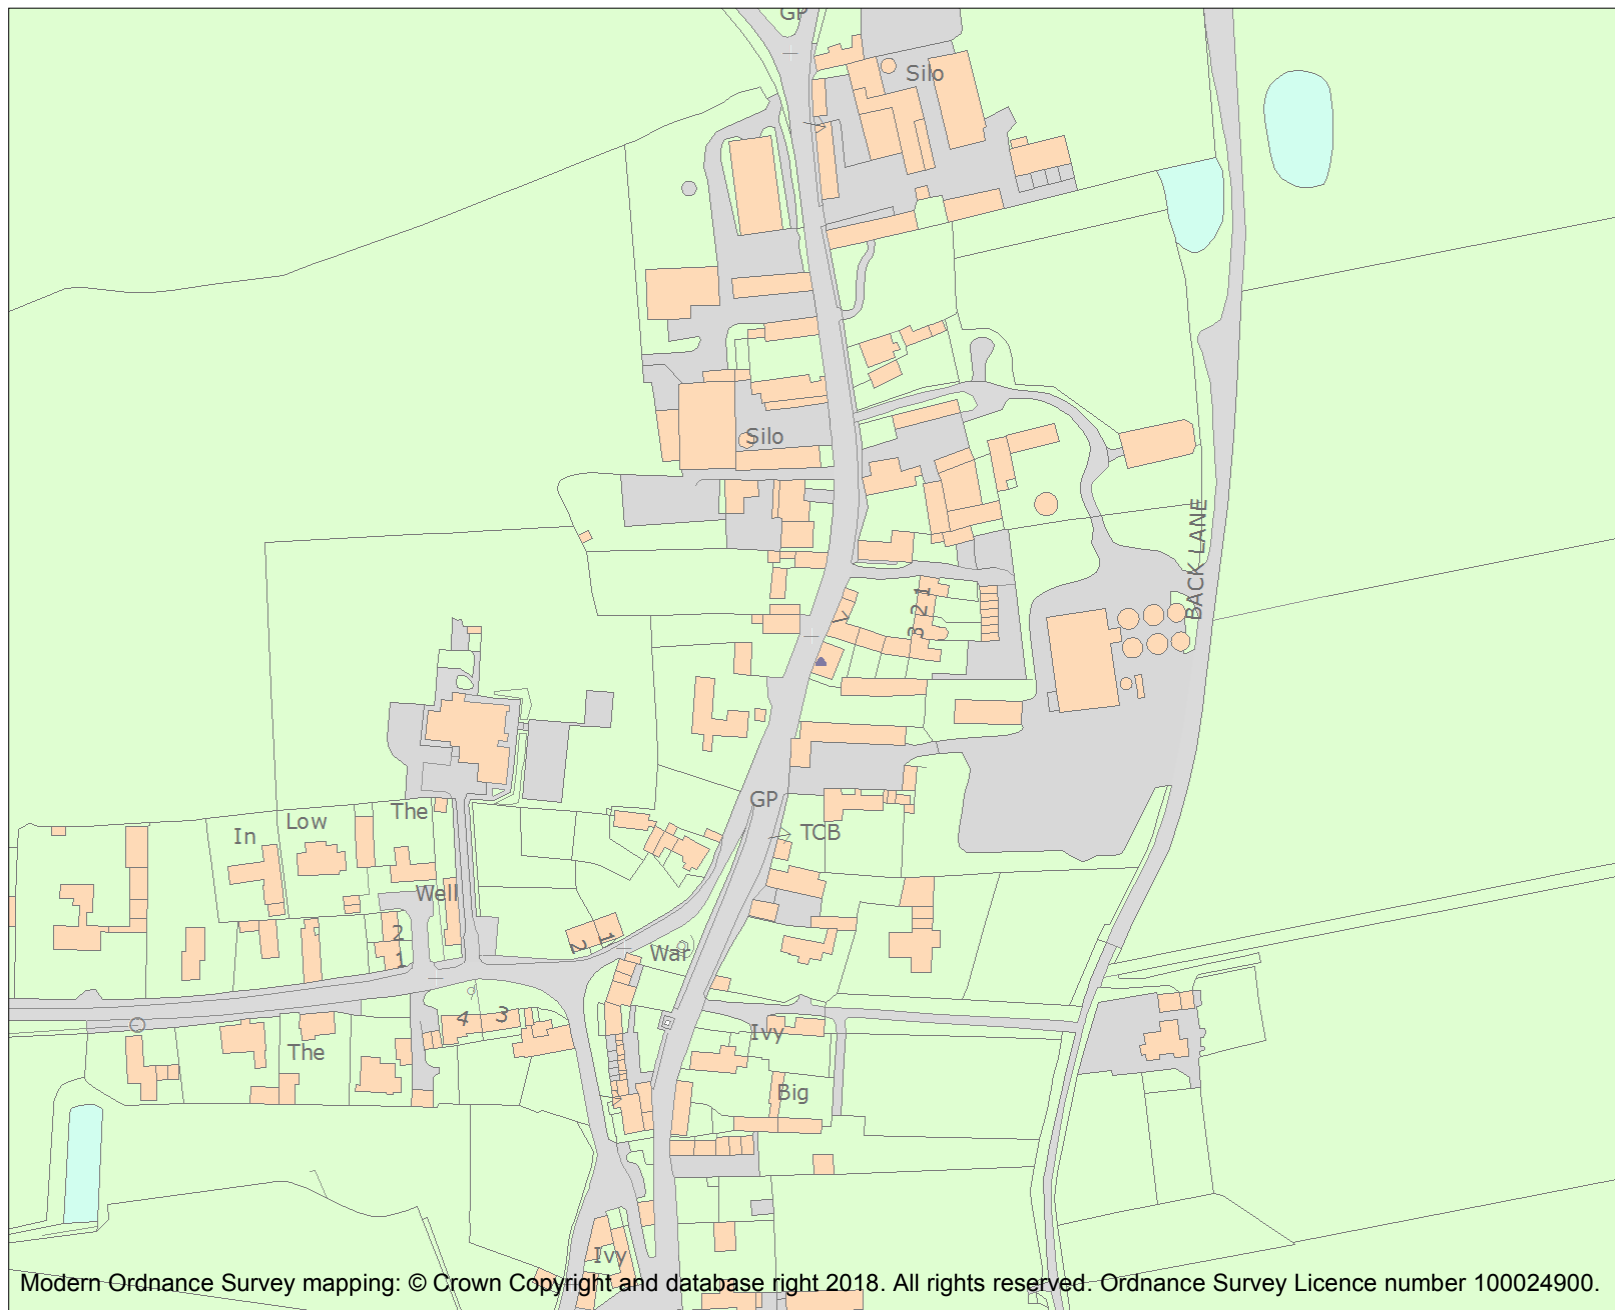 GP
Silo
Silo
BACK LANE
1
2
3
GP
TCB
The
Low
In
Well
2
1
1
2
War
4
3
The
Ivy
Big
Ivy
Modern Ordnance Survey mapping: © Crown Copyright and database right 2018. All rights reserved. Ordnance Survey Licence number 100024900.